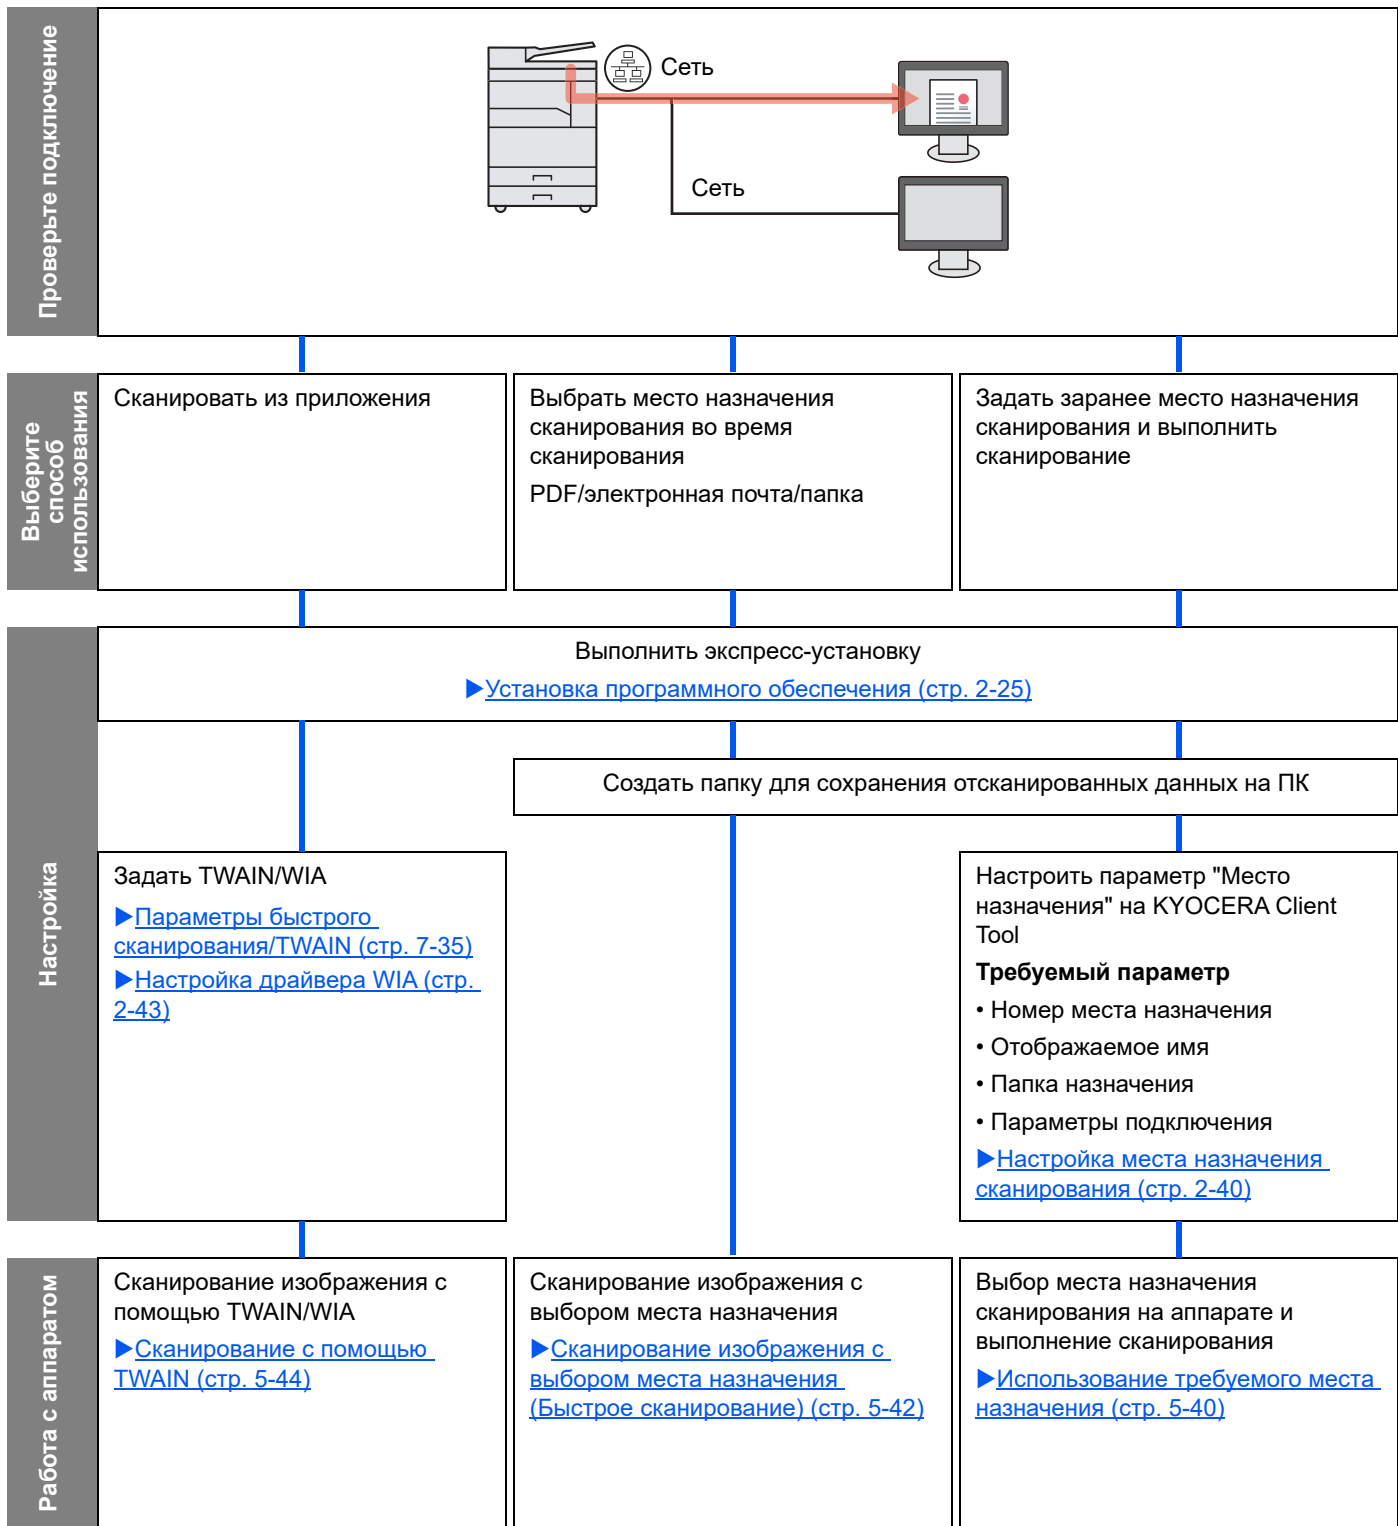 Проверьте подключение
Сеть
Сеть
Выберите
способ
использования
Сканировать из приложения
Выбрать место назначения
сканирования во время
сканирования
PDF/электронная почта/папка
Задать заранее место назначения
сканирования и выполнить
сканирование
Настройка
Выполнить экспресс-установку
▶Установка программного обеспечения (стр. 2-25)
Создать папку для сохранения отсканированных данных на ПК
Задать TWAIN/WIA
▶Параметры быстрого
сканирования/TWAIN (стр. 7-35)
▶Настройка драйвера WIA (стр.
2-43)
Настроить параметр "Место
назначения" на KYOCERA Client
Tool
Требуемый параметр
• Номер места назначения
• Отображаемое имя
• Папка назначения
• Параметры подключения
▶Настройка места назначения
сканирования (стр. 2-40)
Работа с аппаратом
Сканирование изображения с
помощью TWAIN/WIA
▶Сканирование с помощью
TWAIN (стр. 5-44)
Сканирование изображения с
выбором места назначения
▶Сканирование изображения с
выбором места назначения
(Быстрое сканирование) (стр. 5-42)
Выбор места назначения
сканирования на аппарате и
выполнение сканирования
▶Использование требуемого места
назначения (стр. 5-40)